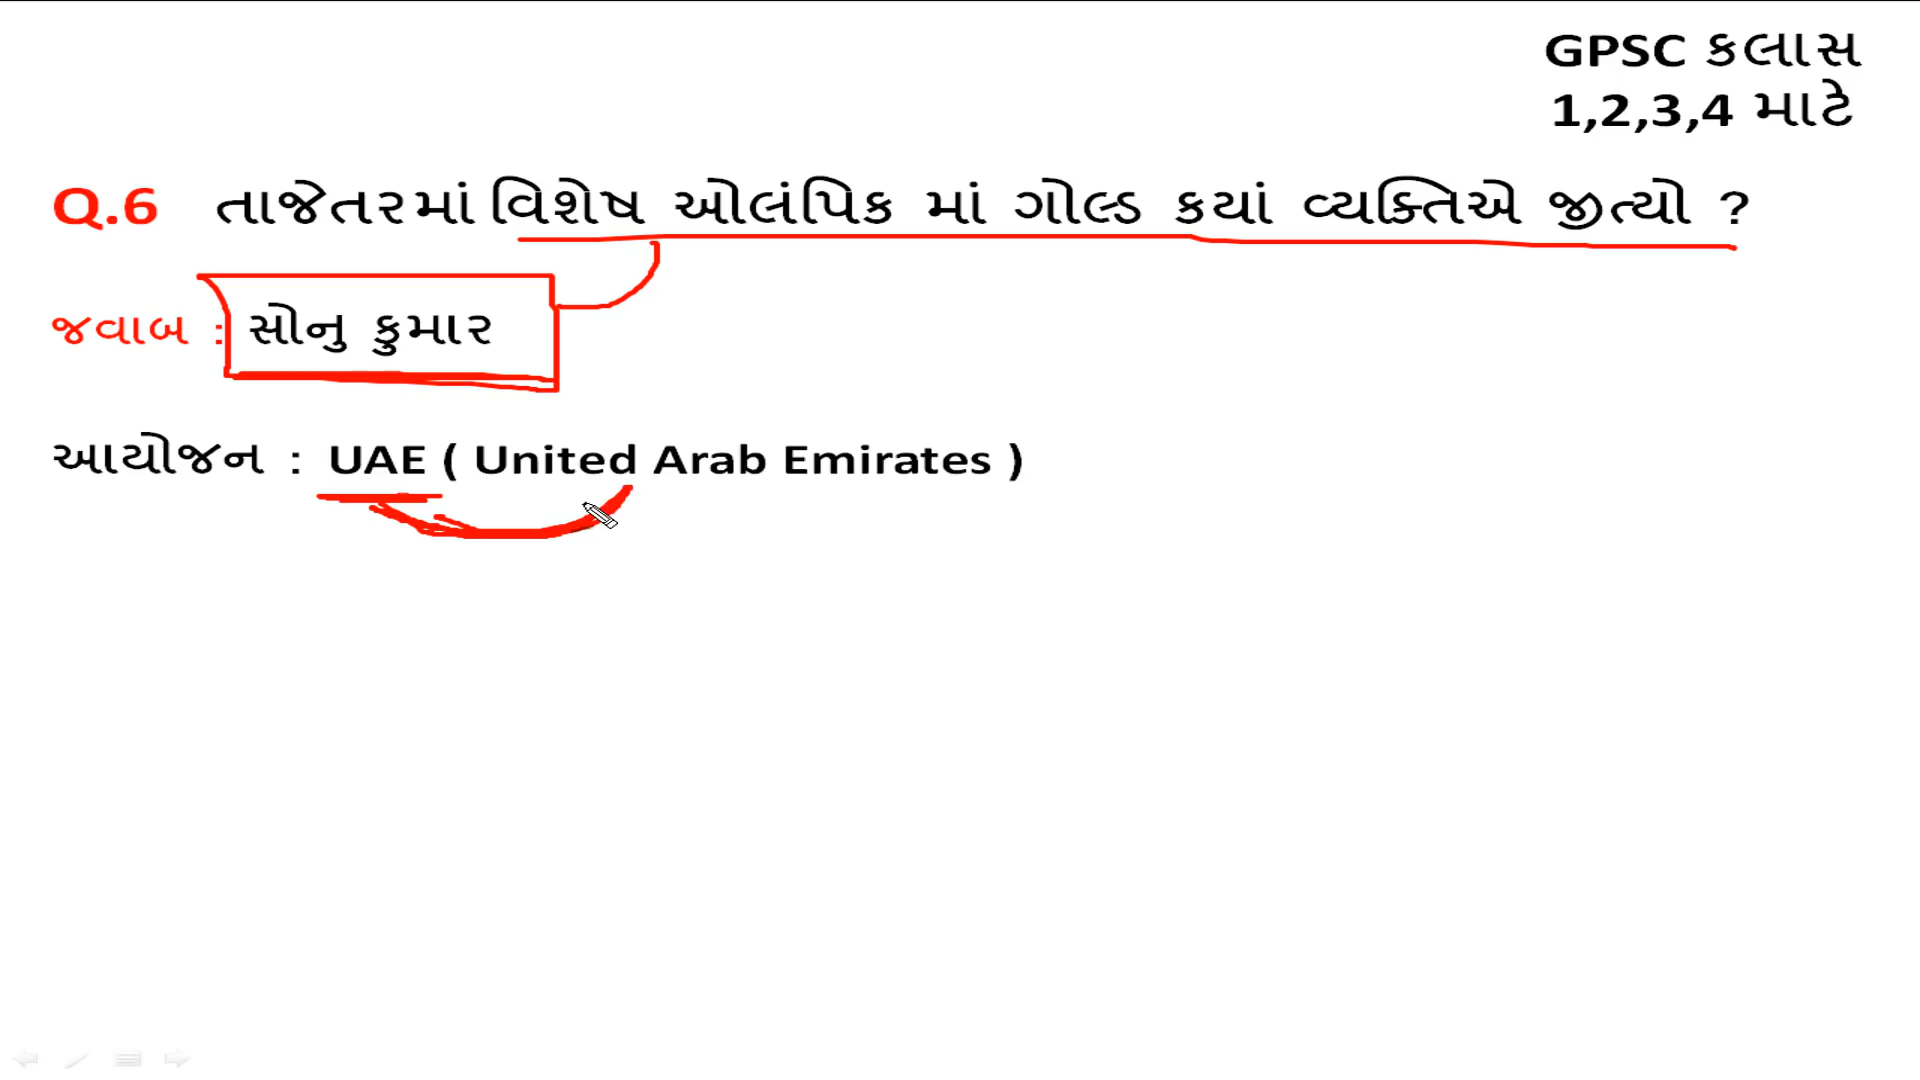 GPSC કલાસ
1,2,3,4 માટે
Q.6 તાજેતરમાં વિશેષ ઓલંપિક માં ગોલ્ડ કયાં વ્યક્તિએ જીત્યો ?
જવાબ : સોનુ કુમાર
આયોજન : UAE ( United Arab Emirates )